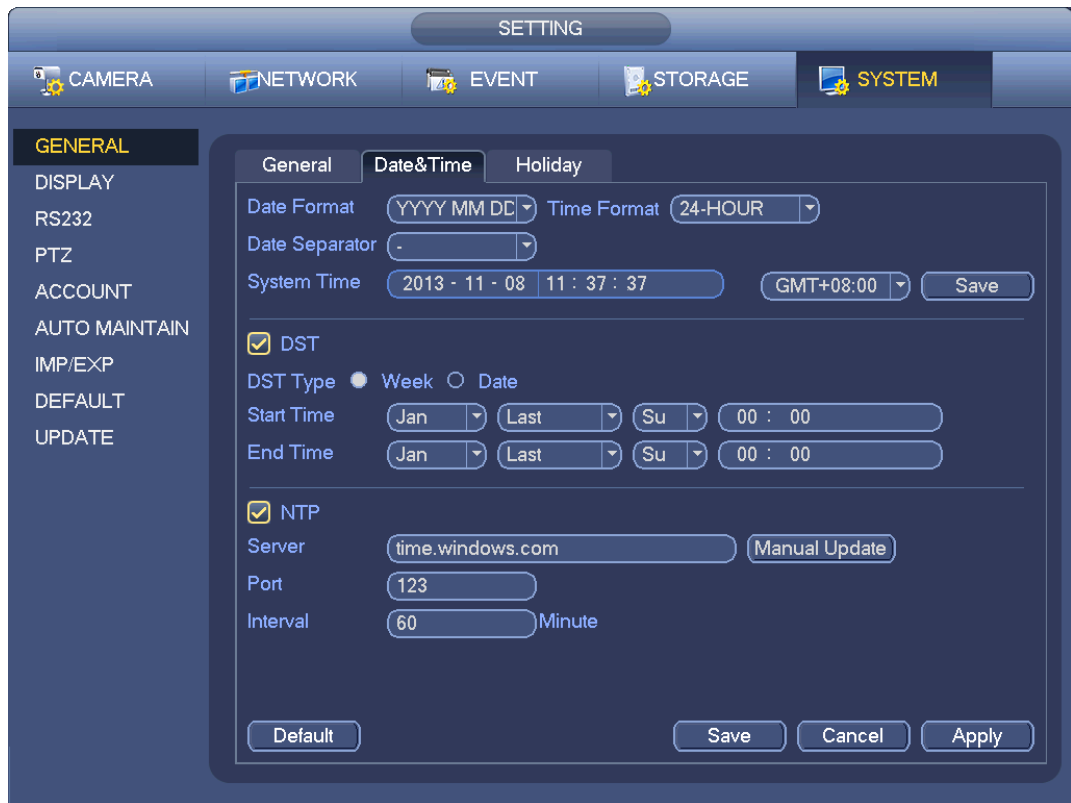 SETTING
CAMERA NETWORK EVENT STORAGE SYSTEM
GENERAL
DISPLAY
RS232
PTZ
ACCOUNT
AUTO MAINTAIN
IMP/EXP
DEFAULT
UPDATE
General Date&Time Holiday
Date Format YYYY MM DD Time Format 24-HOUR
Date Separator -
System Time 2013 - 11 - 08 11 : 37 : 37 GMT+08:00 Save
DST
DST Type Week Date
Start Time Jan Last Su 00 : 00
End Time Jan Last Su 00 : 00
NTP
Server time.windows.com Manual Update
Port 123
Interval 60 Minute
Default Save Cancel Apply